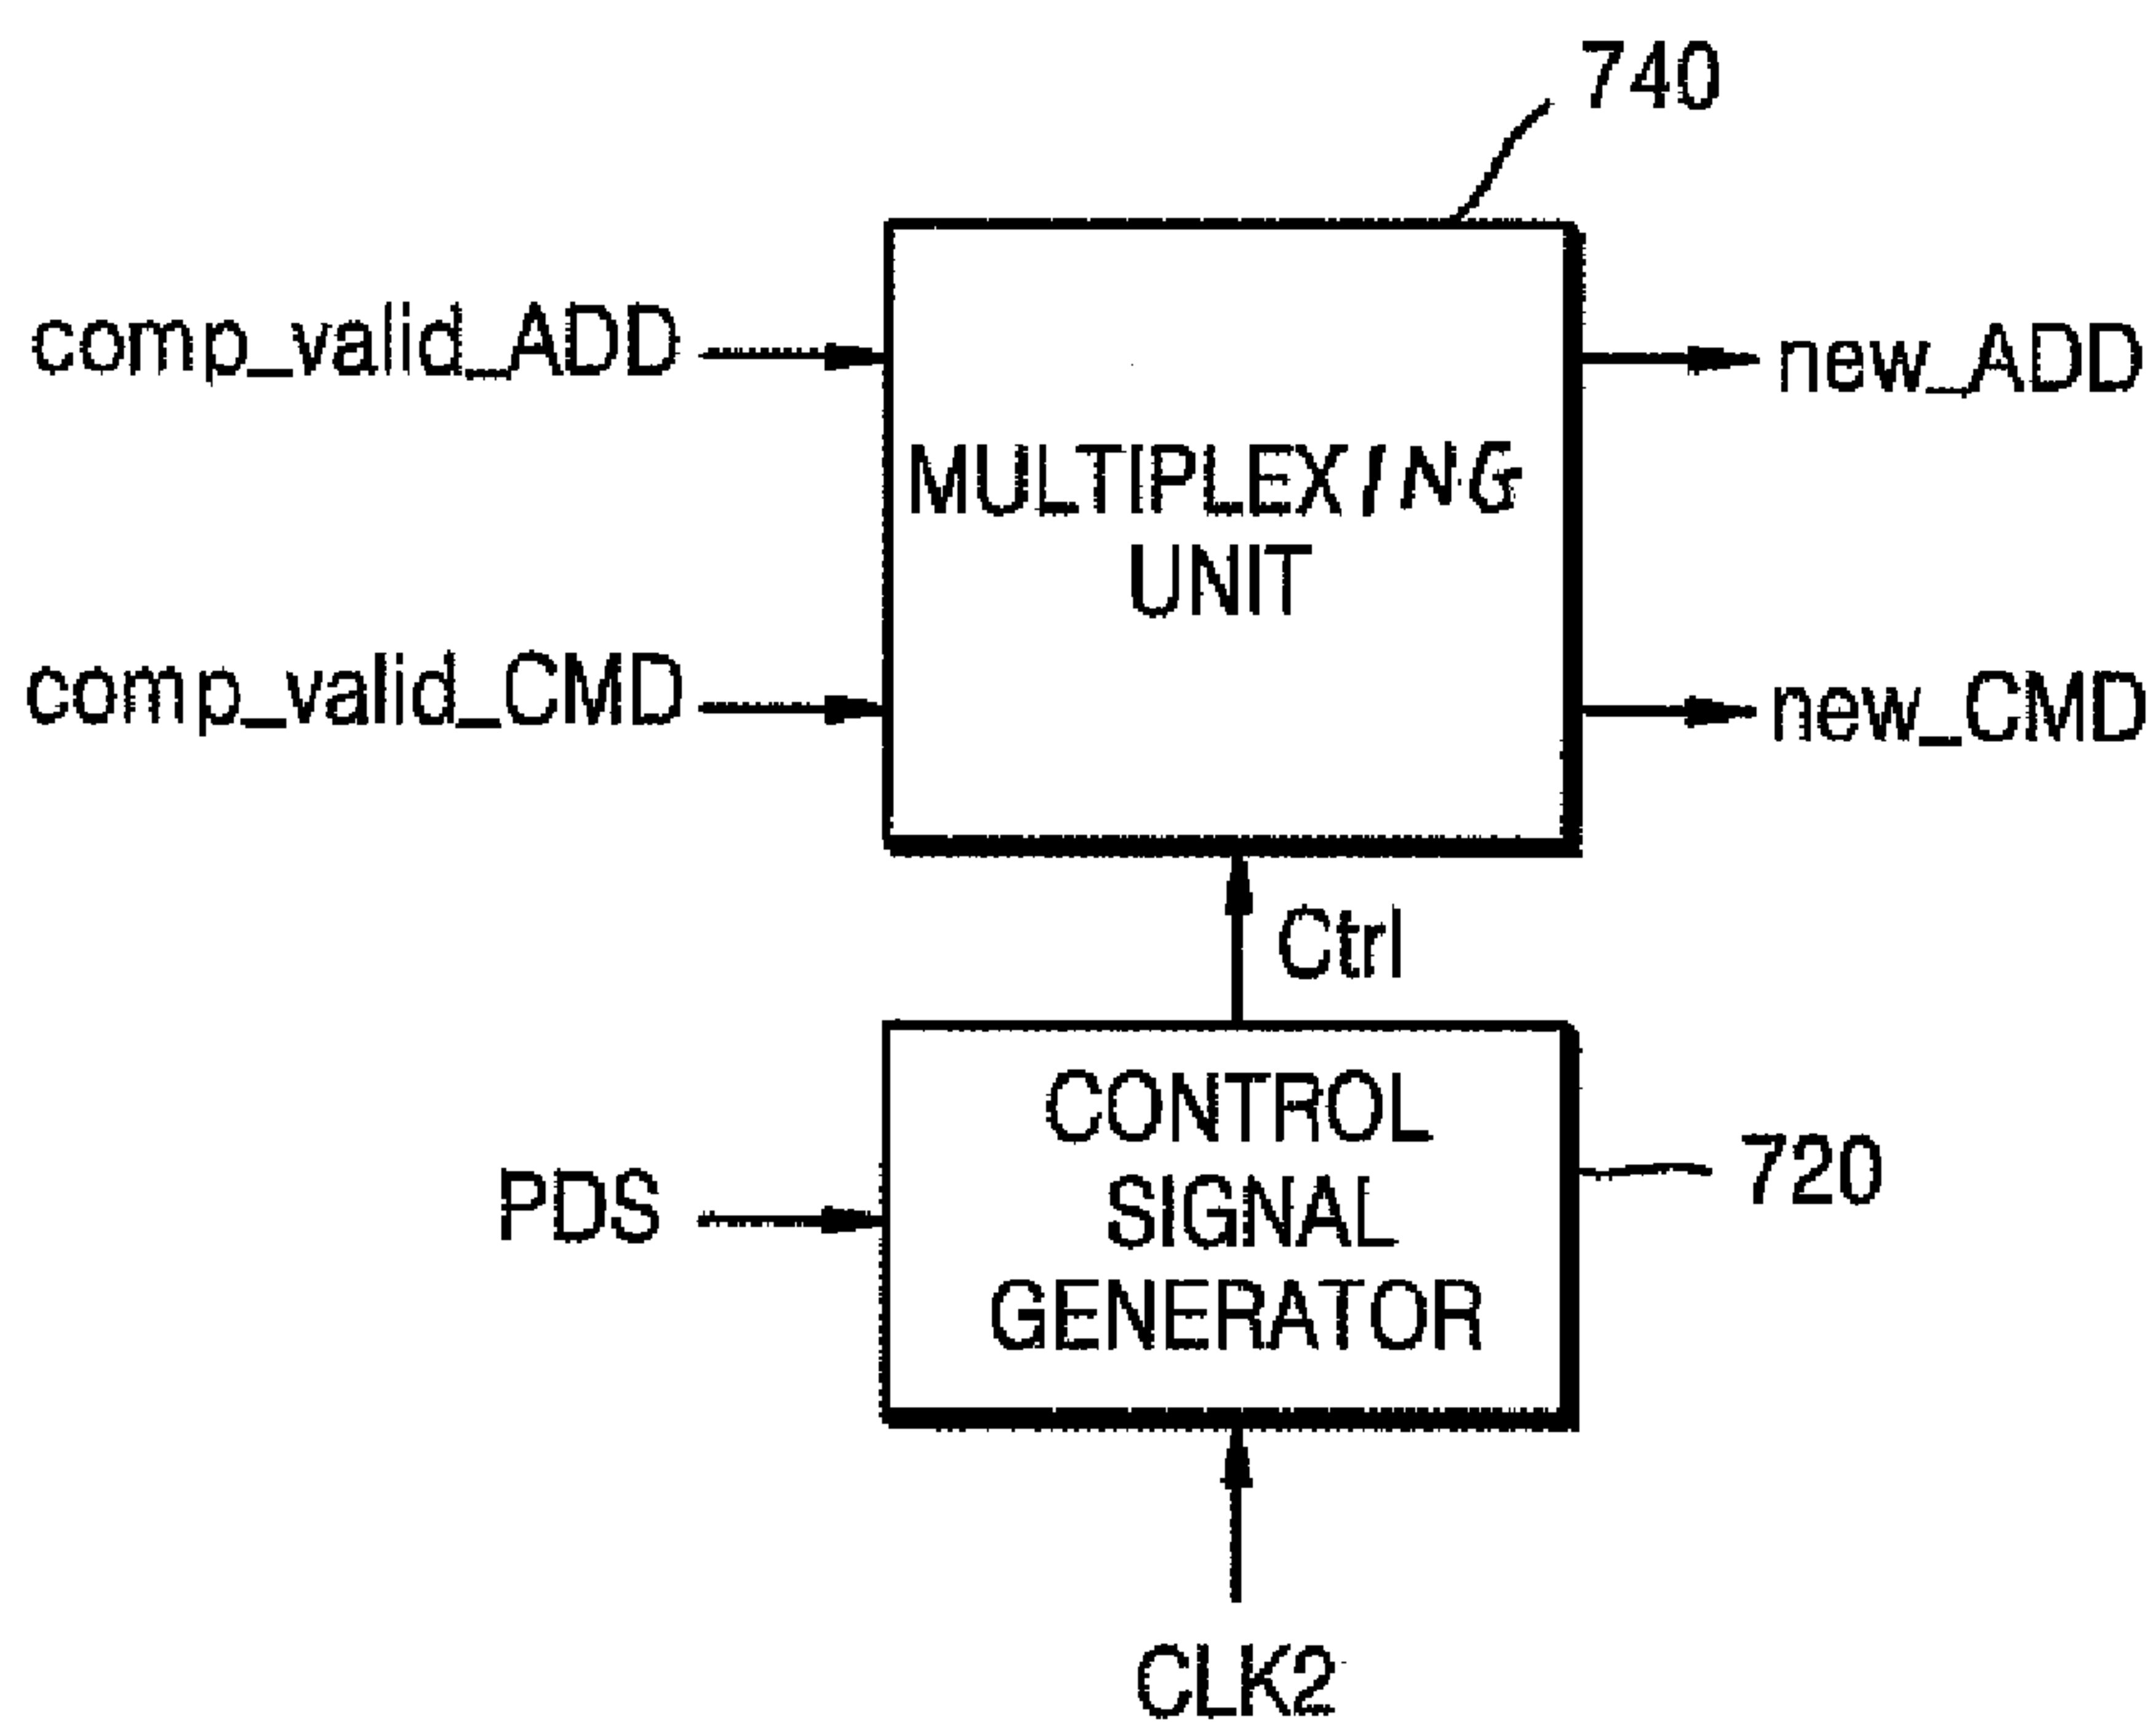 740
comp_valid_ADD
new_ADD
MULTIPLEXING
UNIT
comp_valid_CMD
new_CMD
Ctrl
CONTROL
SIGNAL
GENERATOR
PDS
720
CLK2